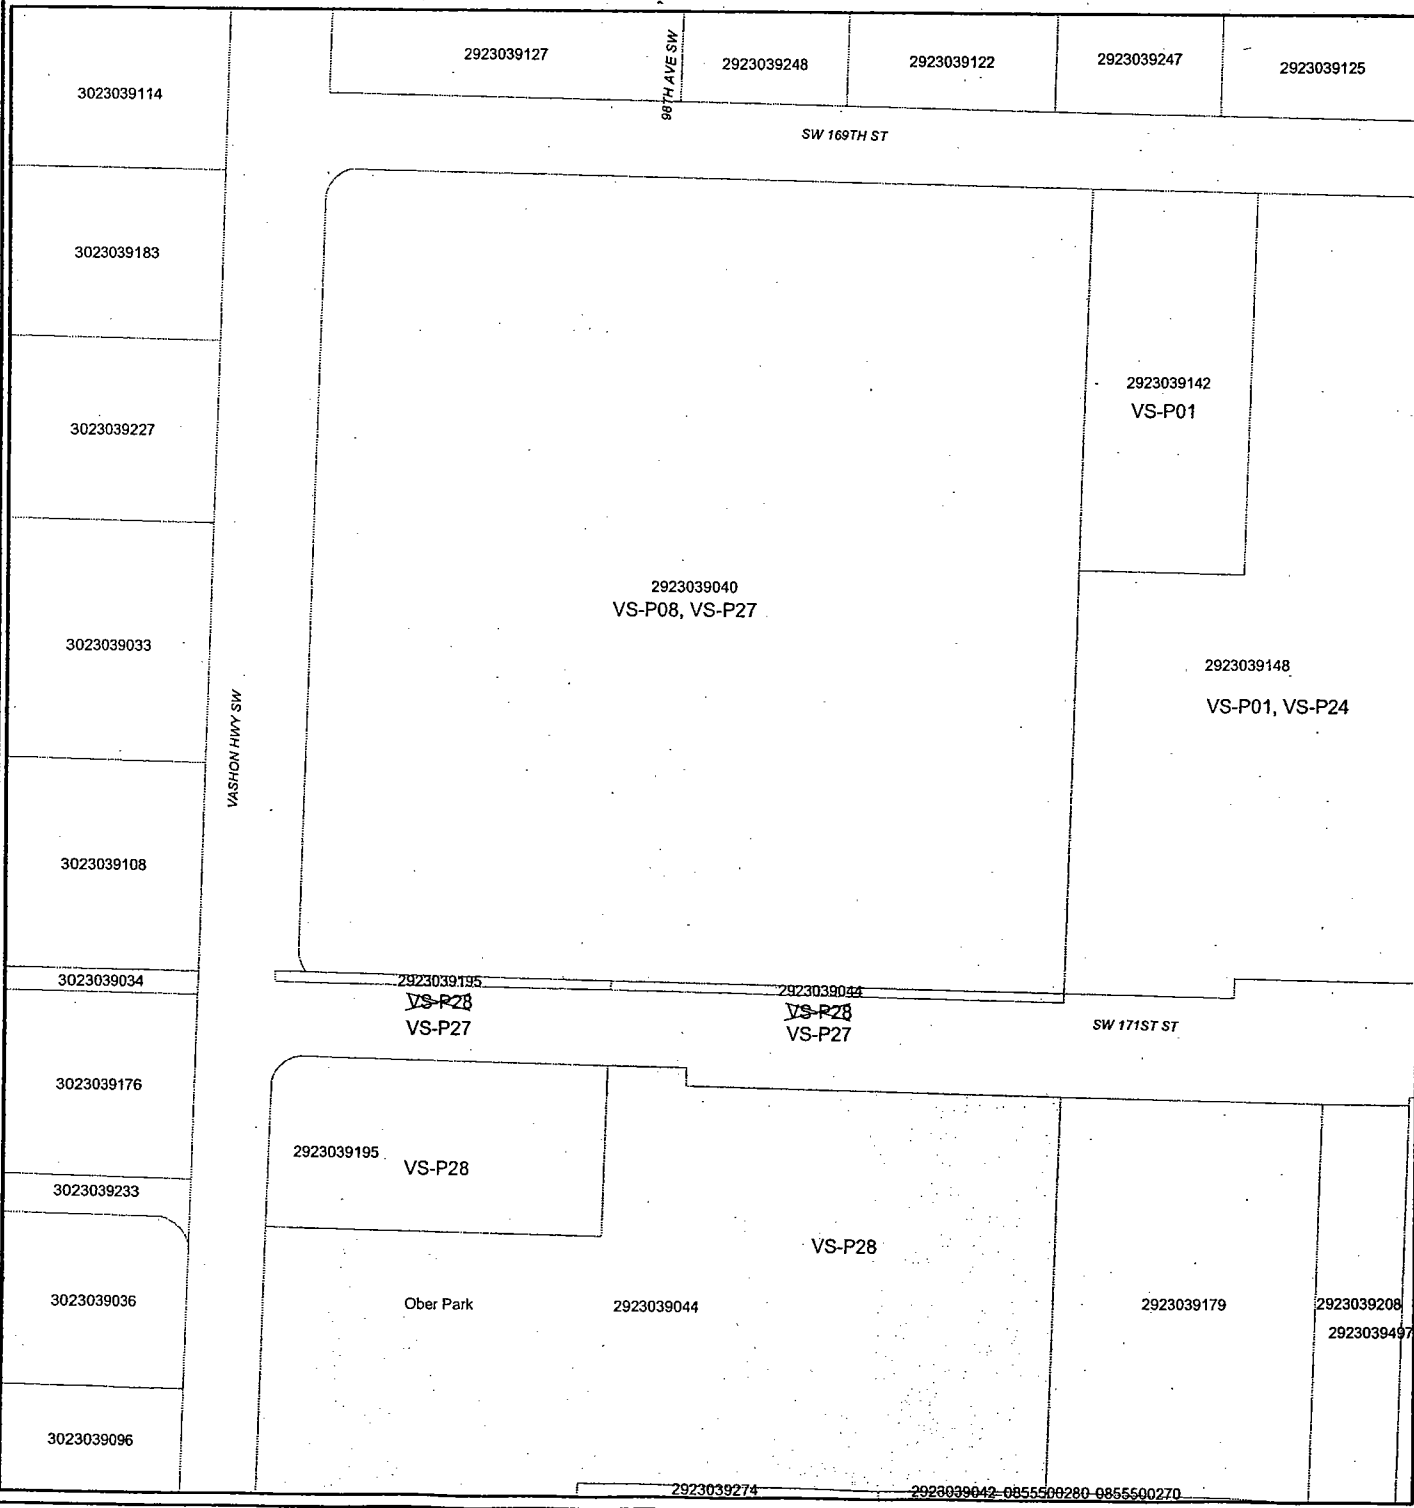 2923039127
98TH AVE SW
2923039248
2923039122
2923039247
2923039125
3023039114
SW 169TH ST
3023039183
2923039142
VS-P01
3023039227
2923039040
VS-P08, VS-P27
3023039033
2923039148
VS-P01, VS-P24
VASHON HWY SW
3023039108
3023039034
2923039195
VS-P28
VS-P27
2923039044
VS-P28
VS-P27
SW 171ST ST
3023039176
2923039195
VS-P28
3023039233
VS-P28
3023039036
Ober Park
2923039044
2923039179
2923039208
2923039497
3023039096
2923039274
2923039042 0855500280 0855500270